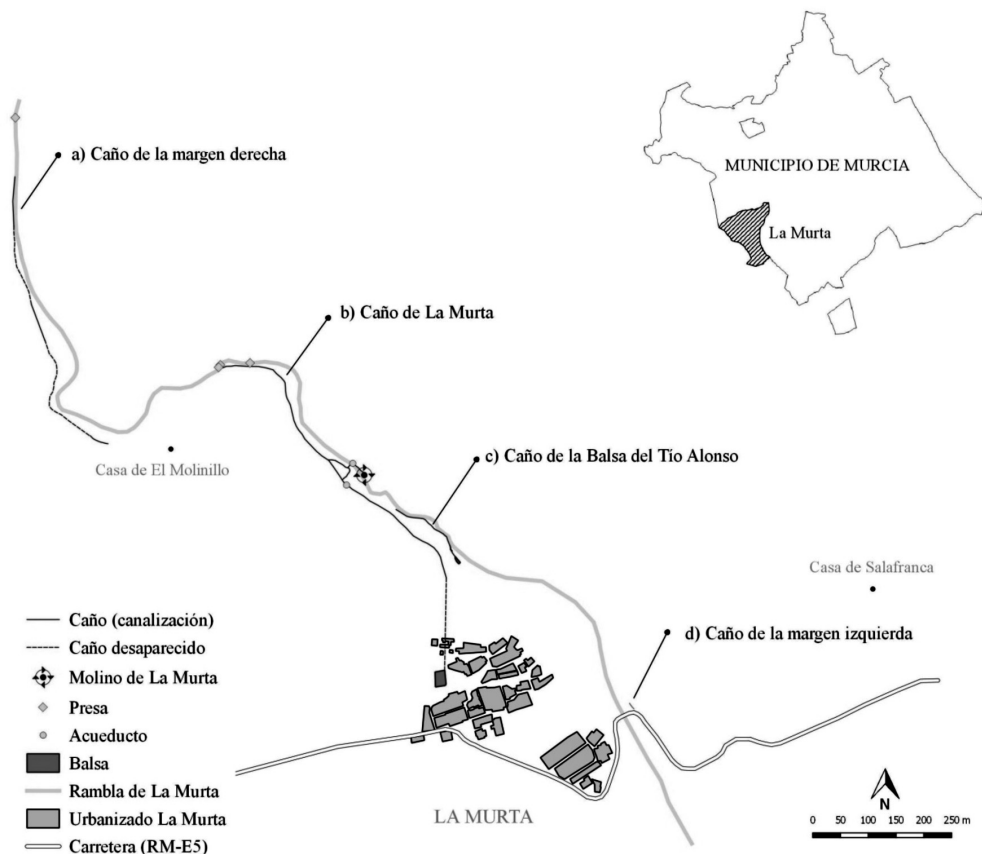 a) Caño de la margen derecha
MUNICIPIO DE MURCIA
La Murta
b) Caño de La Murta
c) Caño de la Balsa del Tío Alonso
Casa de El Molinillo
Casa de Salafranca
d) Caño de la margen izquierda
Caño (canalización)
Caño desaparecido
Molino de La Murta
Presa
Acueducto
Balsa
Rambla de La Murta
Urbanizado La Murta
Carretera (RM-E5)
LA MURTA
N
0 50 100 150 200 250 m